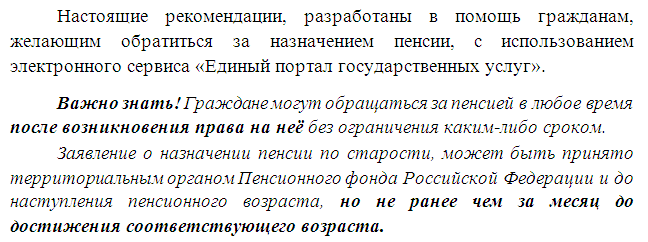 Настоящие рекомендации, разработаны в помощь гражданам,
желающим обратиться за назначением пенсии, с использованием
электронного сервиса «Единый портал государственных услуг».
Важно знать! Граждане могут обращаться за пенсией в любое время
после возникновения права на неё без ограничения каким-либо сроком.
Заявление о назначении пенсии по старости, может быть принято
территориальным органом Пенсионного фонда Российской Федерации и до
наступления пенсионного возраста, но не ранее чем за месяц до
достижения соответствующего возраста.